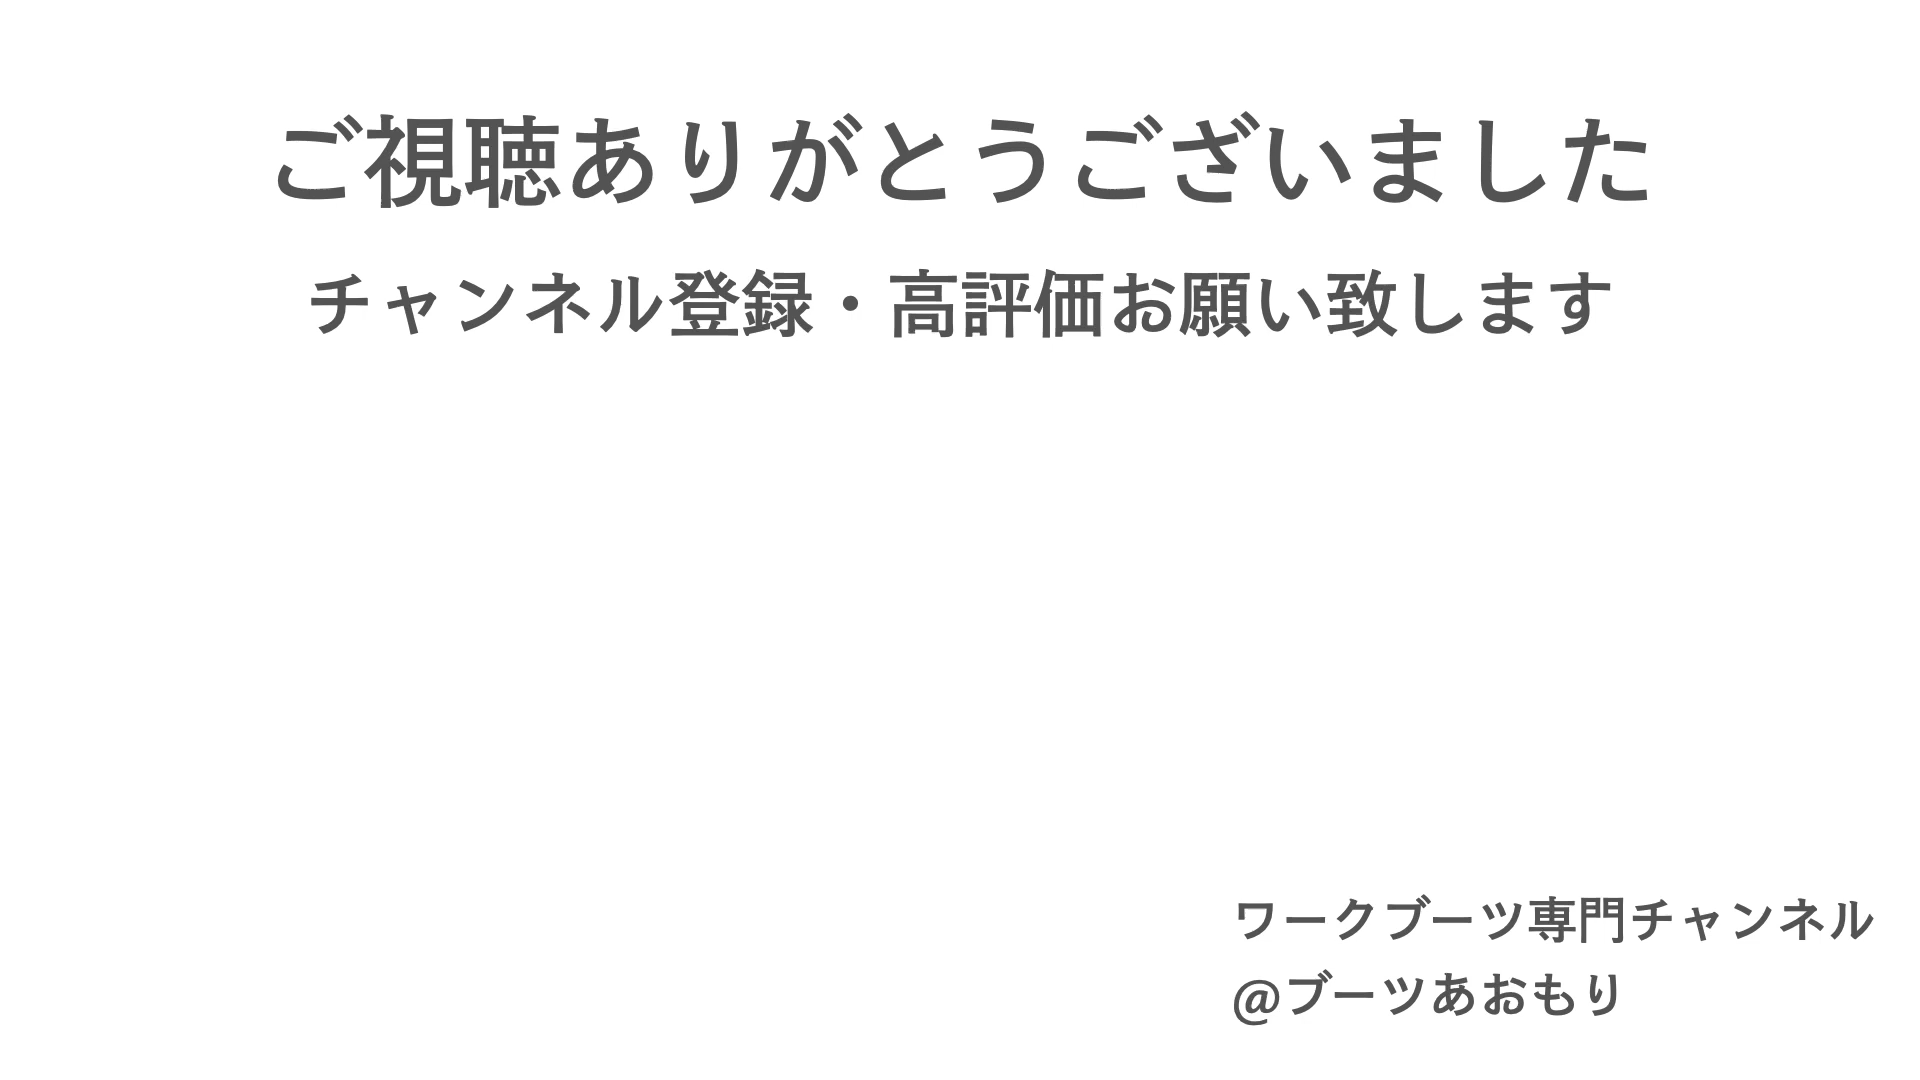 ご視聴ありがとうございました
チャンネル登録・高評価お願い致します
ワークブーツ専門チャンネル
@ブーツあおもり